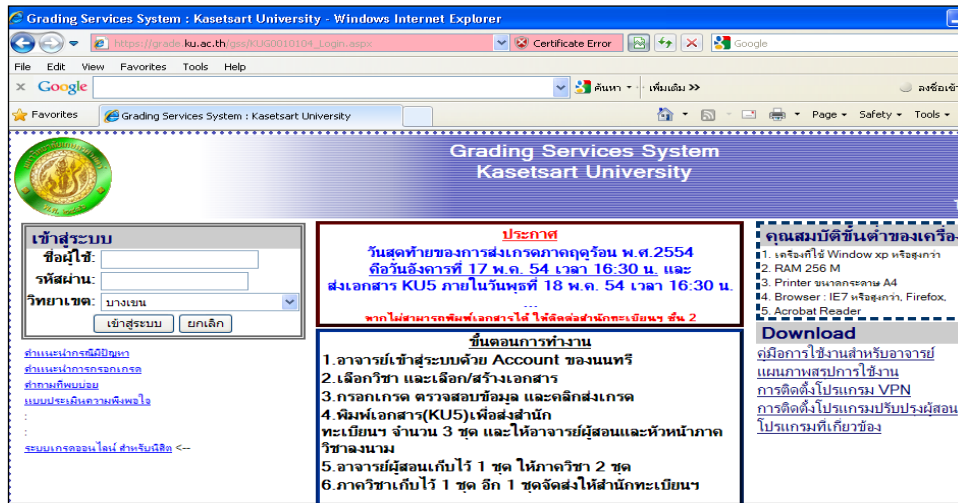 Grading Services System : Kasetsart University - Windows Internet Explorer
https://grade.ku.ac.th/gss/KUG0010104_Login.aspx
Certificate Error
Google
File Edit View Favorites Tools Help
x Google ค้นหา เพิ่มเติม >> ลงชื่อเข้า
Favorites Grading Services System : Kasetsart University Page Safety Tools
Grading Services System
Kasetsart University
เข้าสู่ระบบ
ชื่อผู้ใช้:
รหัสผ่าน:
วิทยาเขต: บางเขน
เข้าสู่ระบบ ยกเลิก
คำแนะนำกรณีมีปัญหา
คำแนะนำการกรอกเกรด
คำถามที่พบบ่อย
แบบประเมินความพึงพอใจ
:
:
ระบบเกรดออนไลน์ สำหรับนิสิต <--
ประกาศ
วันสุดท้ายของการส่งเกรดภาคฤดูร้อน พ.ศ.2554
คือวันอังคารที่ 17 พ.ค. 54 เวลา 16:30 น. และ
ส่งเอกสาร KU5 ภายในวันพุธที่ 18 พ.ค. 54 เวลา 16:30 น.
...
หากไม่สามารถพิมพ์เอกสารได้ ให้ติดต่อสำนักทะเบียนฯ ชั้น 2
ขั้นตอนการทำงาน
1.อาจารย์เข้าสู่ระบบด้วย Account ของนนทรี
2.เลือกวิชา และเลือก/สร้างเอกสาร
3.กรอกเกรด ตรวจสอบข้อมูล และคลิกส่งเกรด
4.พิมพ์เอกสาร(KU5)เพื่อส่งสำนัก
ทะเบียนฯ จำนวน 3 ชุด และให้อาจารย์ผู้สอนและหัวหน้าภาค
วิชาลงนาม
5.อาจารย์ผู้สอนเก็บไว้ 1 ชุด ให้ภาควิชา 2 ชุด
6.ภาควิชาเก็บไว้ 1 ชุด อีก 1 ชุดจัดส่งให้สำนักทะเบียนฯ
คุณสมบัติขั้นต่ำของเครื่อง
1. เครื่องที่ใช้ Window xp หรือสูงกว่า
2. RAM 256 M
3. Printer ขนาดกระดาษ A4
4. Browser : IE7 หรือสูงกว่า, Firefox,
5. Acrobat Reader
Download
คู่มือการใช้งานสำหรับอาจารย์
แผนภาพสรุปการใช้งาน
การติดตั้งโปรแกรม VPN
การติดตั้งโปรแกรมปรับปรุงผู้สอน
โปรแกรมที่เกี่ยวข้อง